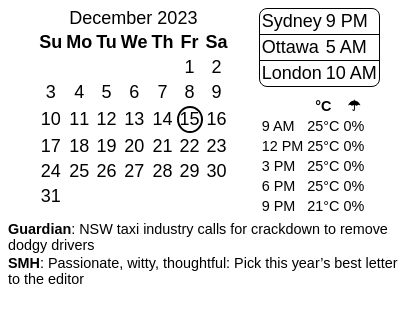 December 2023
Su Mo Tu We Th Fr Sa
1 2
3 4 5 6 7 8 9
10 11 12 13 14 15 16
17 18 19 20 21 22 23
24 25 26 27 28 29 30
31
Sydney 9 PM
Ottawa 5 AM
London 10 AM
°C ☂
9 AM 25°C 0%
12 PM 25°C 0%
3 PM 25°C 0%
6 PM 25°C 0%
9 PM 21°C 0%
Guardian: NSW taxi industry calls for crackdown to remove
dodgy drivers
SMH: Passionate, witty, thoughtful: Pick this year’s best letter
to the editor